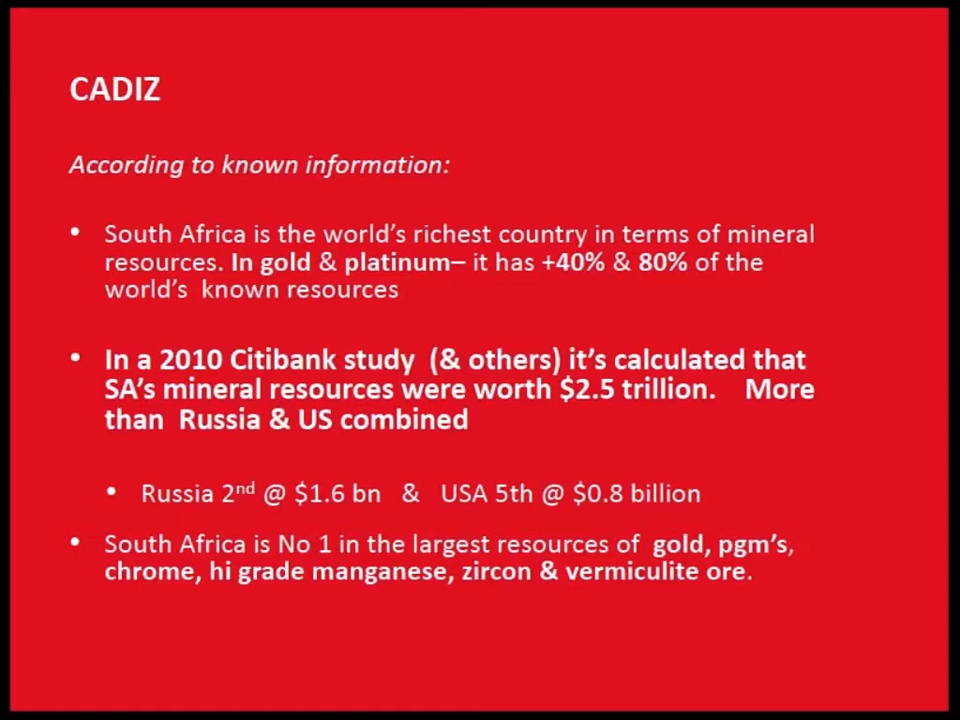 CADIZ
According to known information:
• South Africa is the world's richest country in terms of mineral
resources. In gold & platinum– it has +40% & 80% of the
world's known resources
• In a 2010 Citibank study (& others) it's calculated that
SA's mineral resources were worth $2.5 trillion. More
than Russia & US combined
• Russia 2nd @ $1.6 bn & USA 5th @ $0.8 billion
• South Africa is No 1 in the largest resources of gold, pgm's,
chrome, hi grade manganese, zircon & vermiculite ore.